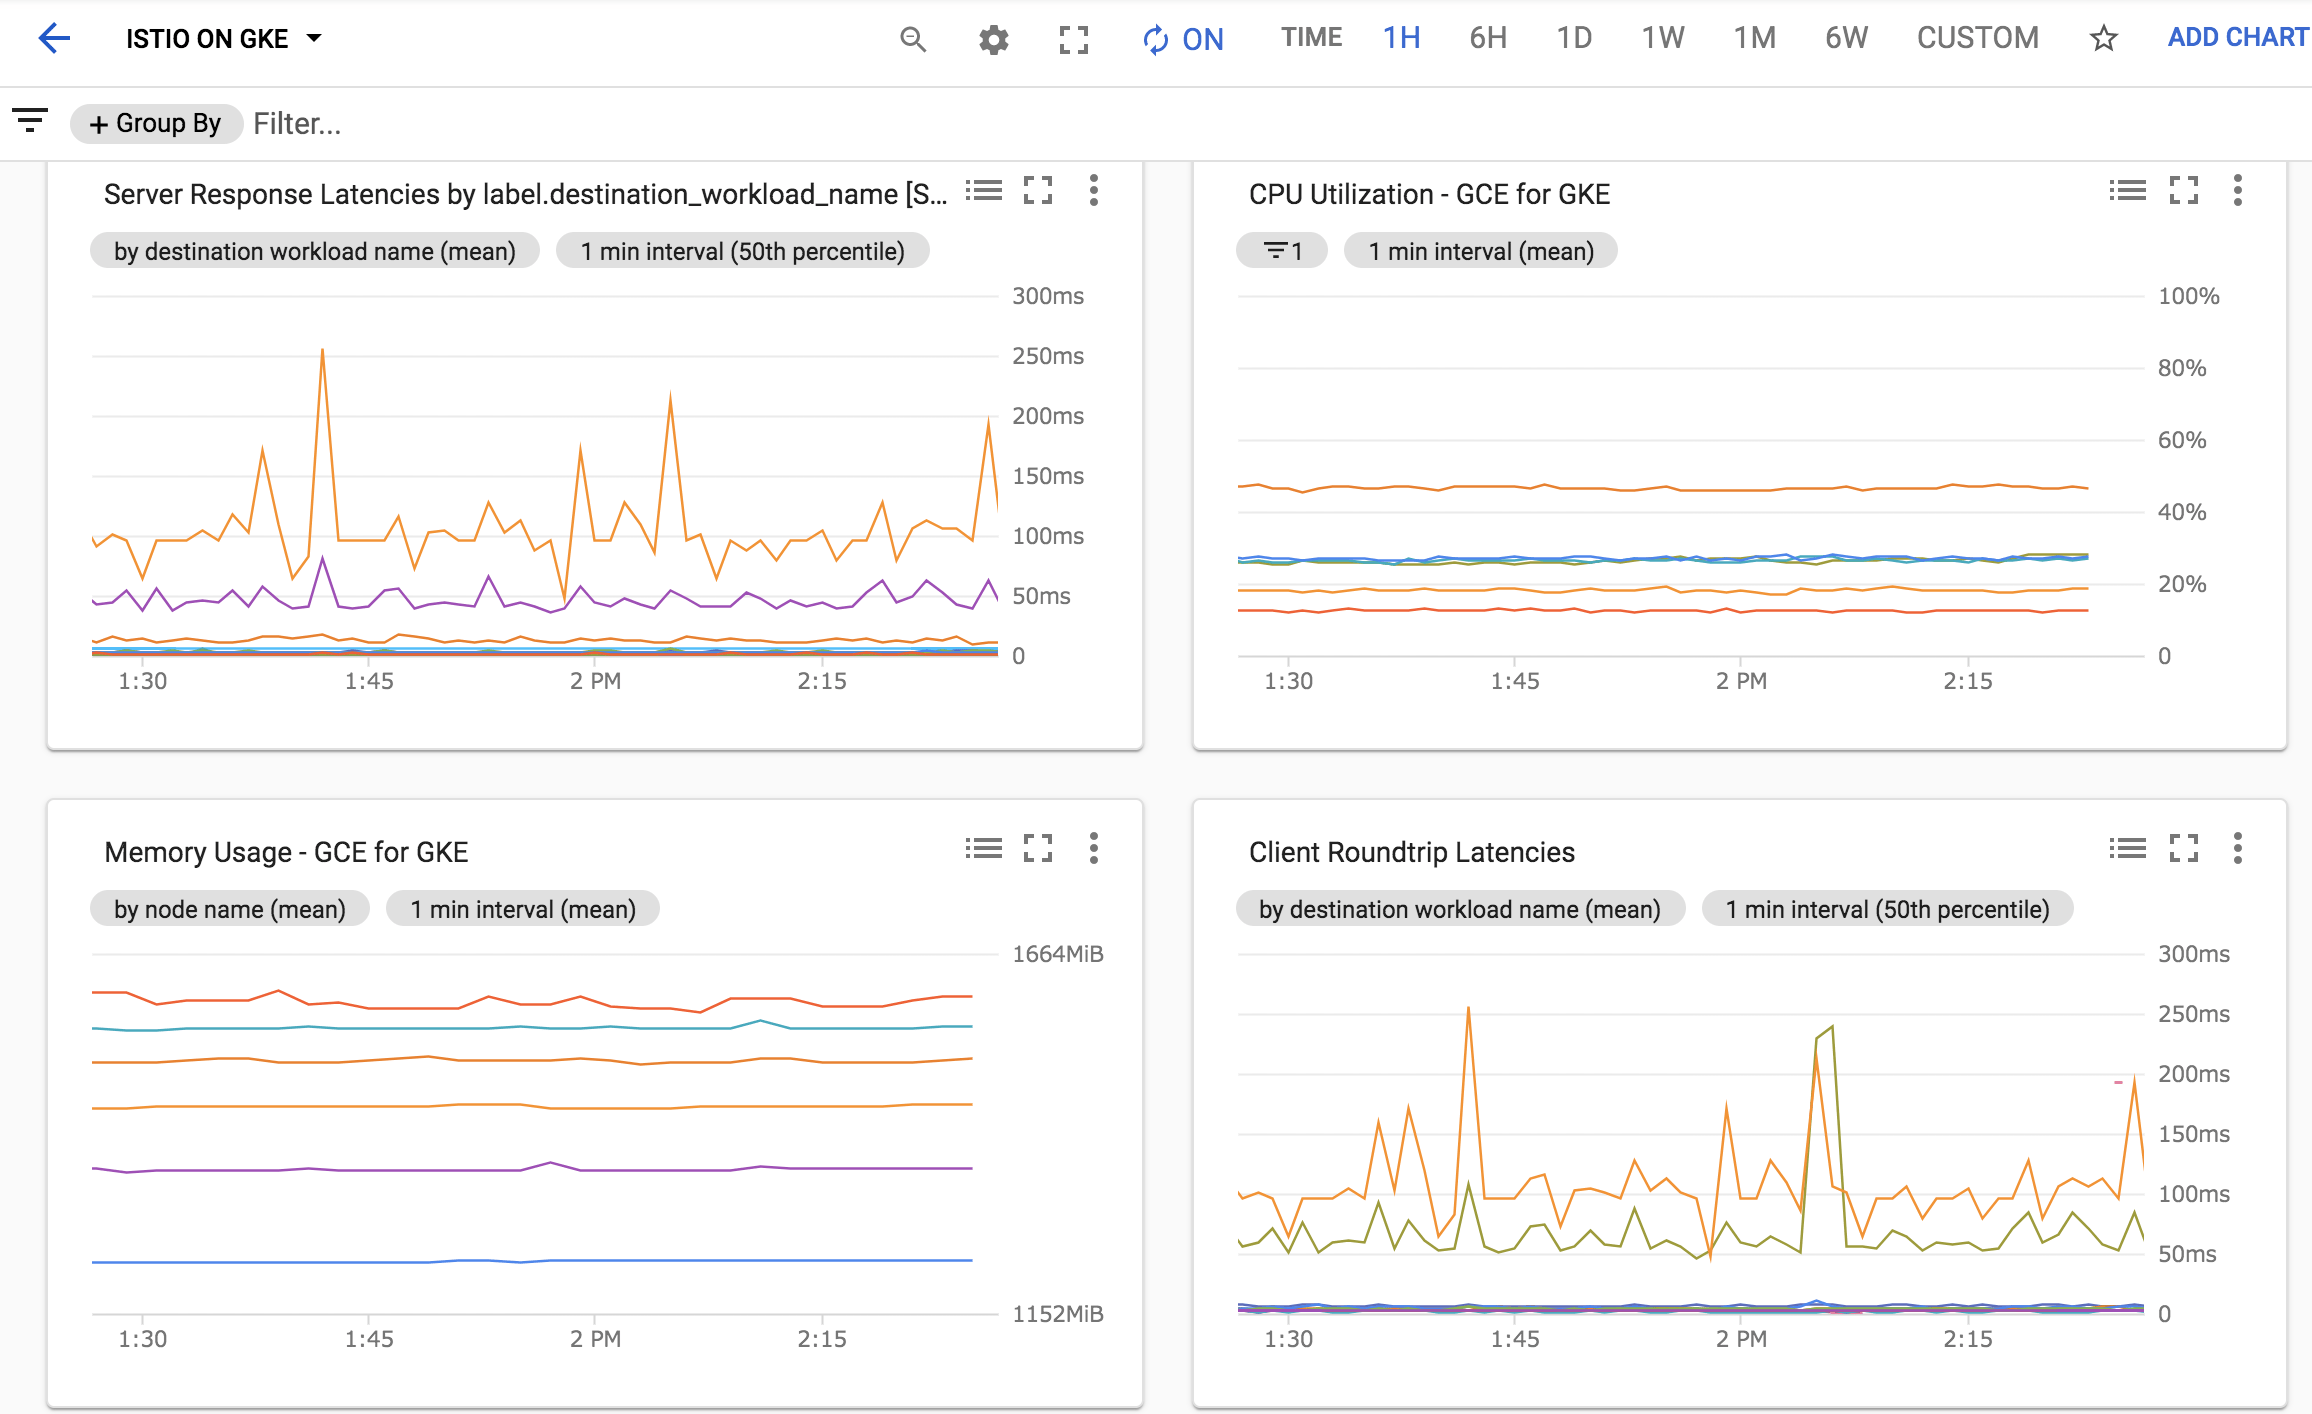 ISTIO ON GKE
ON TIME 1H 6H 1D 1W 1M 6W CUSTOM ADD CHART
+ Group By Filter...
Server Response Latencies by label.destination_workload_name [S...
by destination workload name (mean) 1 min interval (50th percentile)
300ms
250ms
200ms
150ms
100ms
50ms
0
1:30 1:45 2 PM 2:15
CPU Utilization - GCE for GKE
1 1 min interval (mean)
100%
80%
60%
40%
20%
0
1:30 1:45 2 PM 2:15
Memory Usage - GCE for GKE
by node name (mean) 1 min interval (mean)
1664MiB
1152MiB
1:30 1:45 2 PM 2:15
Client Roundtrip Latencies
by destination workload name (mean) 1 min interval (50th percentile)
300ms
250ms
200ms
150ms
100ms
50ms
0
1:30 1:45 2 PM 2:15